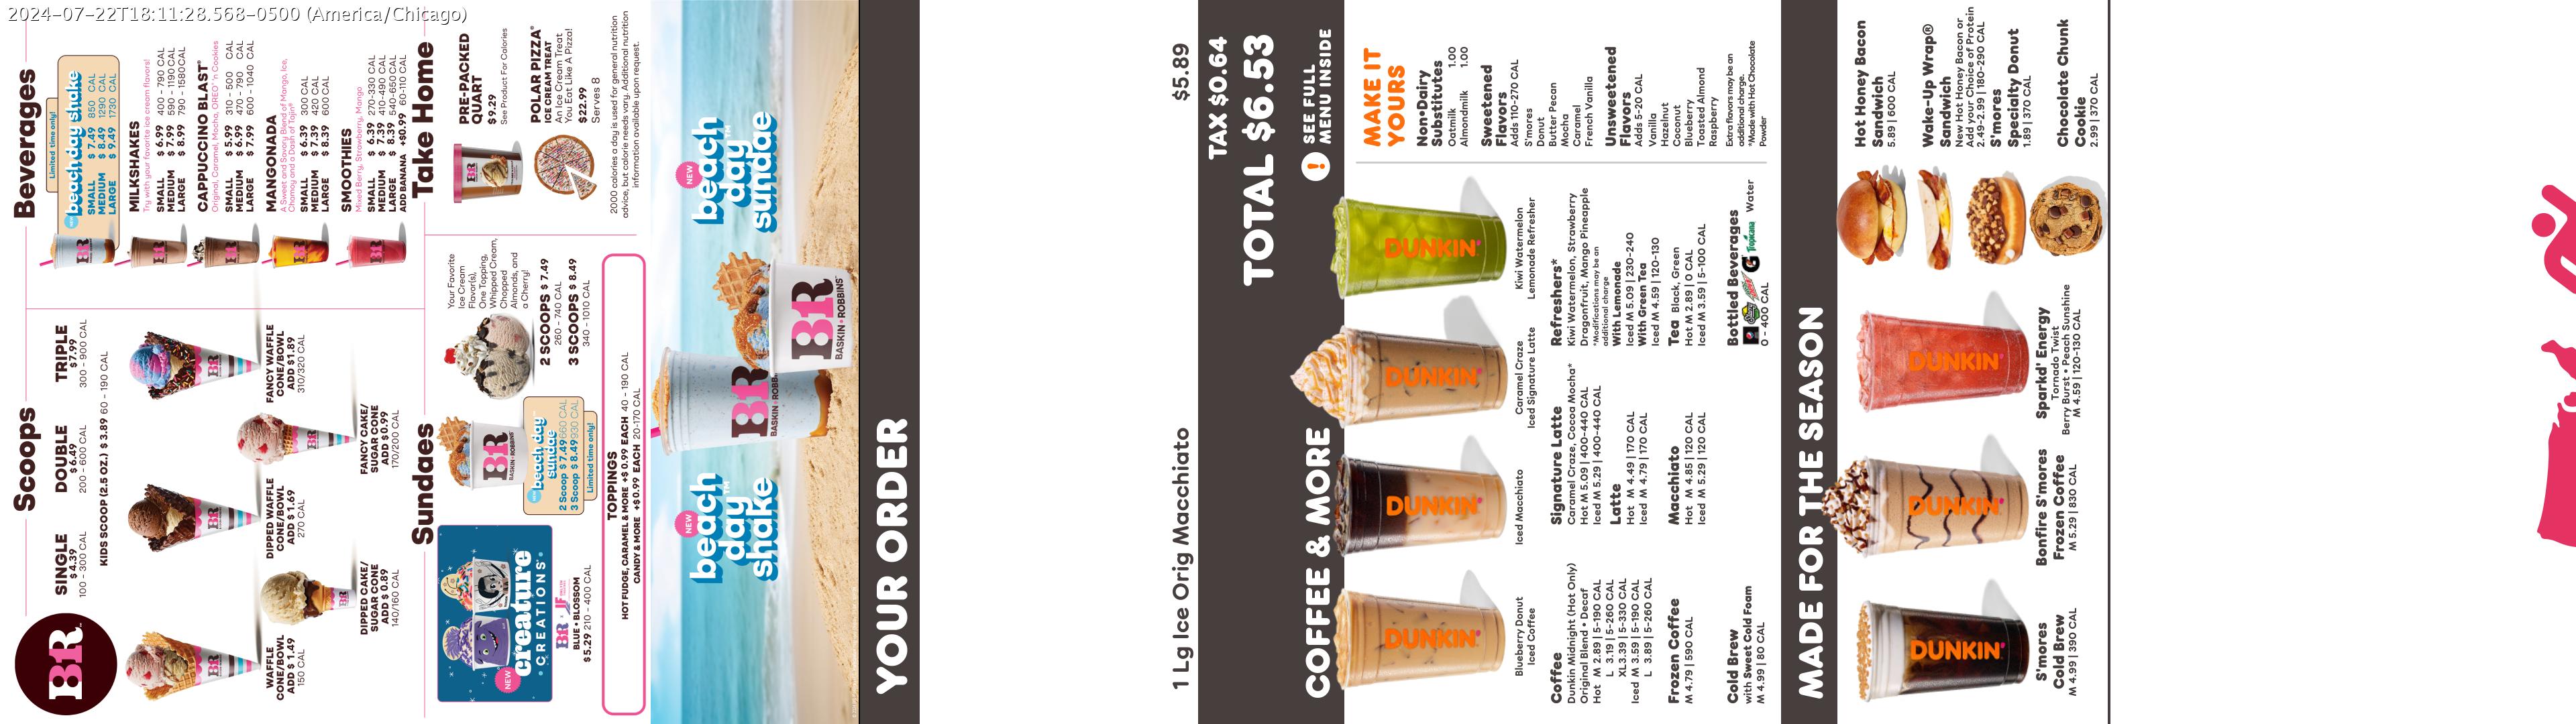 2024-07-22T18:11:28.568-0500 (America/Chicago)
BR
Scoops
SINGLE
$ 4.39
100 - 300 CAL
DOUBLE
$ 6.49
200 - 600 CAL
TRIPLE
$7.99
300 - 900 CAL
KIDS SCOOP (2.5 OZ.) $ 3.89 60 - 190 CAL
WAFFLE
CONE/BOWL
ADD $ 1.49
150 CAL
DIPPED WAFFLE
CONE/BOWL
ADD $ 1.69
270 CAL
FANCY WAFFLE
CONE/BOWL
ADD $1.89
310/320 CAL
DIPPED CAKE/
SUGAR CONE
ADD $ 0.89
140/160 CAL
FANCY CAKE/
SUGAR CONE
ADD $0.99
170/200 CAL
Beverages
Limited time only!
beach day shake
SMALL $ 7.49 850 CAL
MEDIUM $ 8.49 1290 CAL
LARGE $ 9.49 1730 CAL
MILKSHAKES
Try with your favorite ice cream flavors!
SMALL $ 6.99 400 - 790 CAL
MEDIUM $ 7.99 590 - 1190 CAL
LARGE $ 8.99 790 - 1580 CAL
CAPPUCCINO BLAST®
Original, Caramel, Mocha, OREO® 'n Cookies
SMALL $ 5.99 310 - 500 CAL
MEDIUM $ 6.99 470 - 790 CAL
LARGE $ 7.99 600 - 1040 CAL
MANGONADA
A Sweet and Savory Blend of Mango, Ice,
Chamoy and a Dash of Tajín®
SMALL $ 6.39 300 CAL
MEDIUM $ 7.39 420 CAL
LARGE $ 8.39 600 CAL
SMOOTHIES
Mixed Berry, Strawberry, Mango
SMALL $ 6.39 270-330 CAL
MEDIUM $ 7.39 410-490 CAL
LARGE $ 8.39 540-650 CAL
ADD BANANA +$0.99 60-110 CAL
Sundaes
NEW
creature
CREATIONS®
BR
BLUE • BLOSSOM
$5.29 210 - 400 CAL
BR
BASKIN-ROBBINS
beach day
sundae
2 Scoop $ 7.49 660 CAL
3 Scoop $ 8.49 930 CAL
Limited time only!
Your Favorite
Ice Cream
Flavor(s),
One Topping,
Whipped Cream,
Chopped
Almonds, and
a Cherry!
2 SCOOPS $ 7.49
260 - 740 CAL
3 SCOOPS $ 8.49
340 - 1010 CAL
TOPPINGS
HOT FUDGE, CARAMEL & MORE +$ 0.99 EACH 40 - 190 CAL
CANDY & MORE +$0.99 EACH 20-170 CAL
Take Home
PRE-PACKED
QUART
$9.29
See Product For Calories
POLAR PIZZA®
ICE CREAM TREAT
An Ice Cream Treat
You Eat Like A Pizza!
$22.99
Serves 8
2000 calories a day is used for general nutrition
advice, but calorie needs vary. Additional nutrition
information available upon request.
NEW
beach
day
shake™
BR
BASKIN-ROBBINS
NEW
beach
day™
sundae
BR
BASKIN-ROBBINS
YOUR ORDER
1 Lg Ice Orig Macchiato $5.89
TAX $0.64
TOTAL $6.53
COFFEE & MORE
! SEE FULL
MENU INSIDE
DUNKIN'
Blueberry Donut
Iced Coffee
DUNKIN'
Iced Macchiato
DUNKIN'
Caramel Craze
Iced Signature Latte
DUNKIN'
Kiwi Watermelon
Lemonade Refresher
Coffee
Dunkin Midnight (Hot Only)
Original Blend • Decaf
Hot M 2.89 | 5-190 CAL
L 3.19 | 5-260 CAL
XL 3.39 | 5-330 CAL
Iced M 3.59 | 5-190 CAL
L 3.89 | 5-260 CAL
Frozen Coffee
M 4.79 | 590 CAL
Cold Brew
with Sweet Cold Foam
M 4.99 | 80 CAL
Signature Latte
Caramel Craze, Cocoa Mocha*
Hot M 5.09 | 400-440 CAL
Iced M 5.29 | 400-440 CAL
Latte
Hot M 4.49 | 170 CAL
Iced M 4.79 | 170 CAL
Macchiato
Hot M 4.85 | 120 CAL
Iced M 5.29 | 120 CAL
Refreshers*
Kiwi Watermelon, Strawberry
Dragonfruit, Mango Pineapple
*Modifications may be an
additional charge
With Lemonade
Iced M 5.09 | 230-240
With Green Tea
Iced M 4.59 | 120-130
Tea Black, Green
Hot M 2.89 | 0 CAL
Iced M 3.59 | 5-100 CAL
Bottled Beverages
G Tropicana Water
0 - 400 CAL
MAKE IT
YOURS
Non•Dairy
Substitutes
Oatmilk 1.00
Almondmilk 1.00
Sweetened
Flavors
Adds 110-270 CAL
S'mores
Donut
Butter Pecan
Mocha
Caramel
French Vanilla
Unsweetened
Flavors
Adds 5-20 CAL
Vanilla
Hazelnut
Coconut
Blueberry
Toasted Almond
Raspberry
Extra flavors may be an
additional charge.
*Made with Hot Chocolate
Powder
MADE FOR THE SEASON
DUNKIN'
S'mores
Cold Brew
M 4.99 | 390 CAL
DUNKIN'
Bonfire S'mores
Frozen Coffee
M 5.29 | 830 CAL
DUNKIN'
Sparkd' Energy
Tornado Twist
Berry Burst • Peach Sunshine
M 4.59 | 120-130 CAL
Hot Honey Bacon
Sandwich
5.89 | 600 CAL
Wake-Up Wrap®
Sandwich
New Hot Honey Bacon or
Add your Choice of Protein
2.49-2.99 | 180-290 CAL
S'mores
Specialty Donut
1.89 | 370 CAL
Chocolate Chunk
Cookie
2.99 | 370 CAL